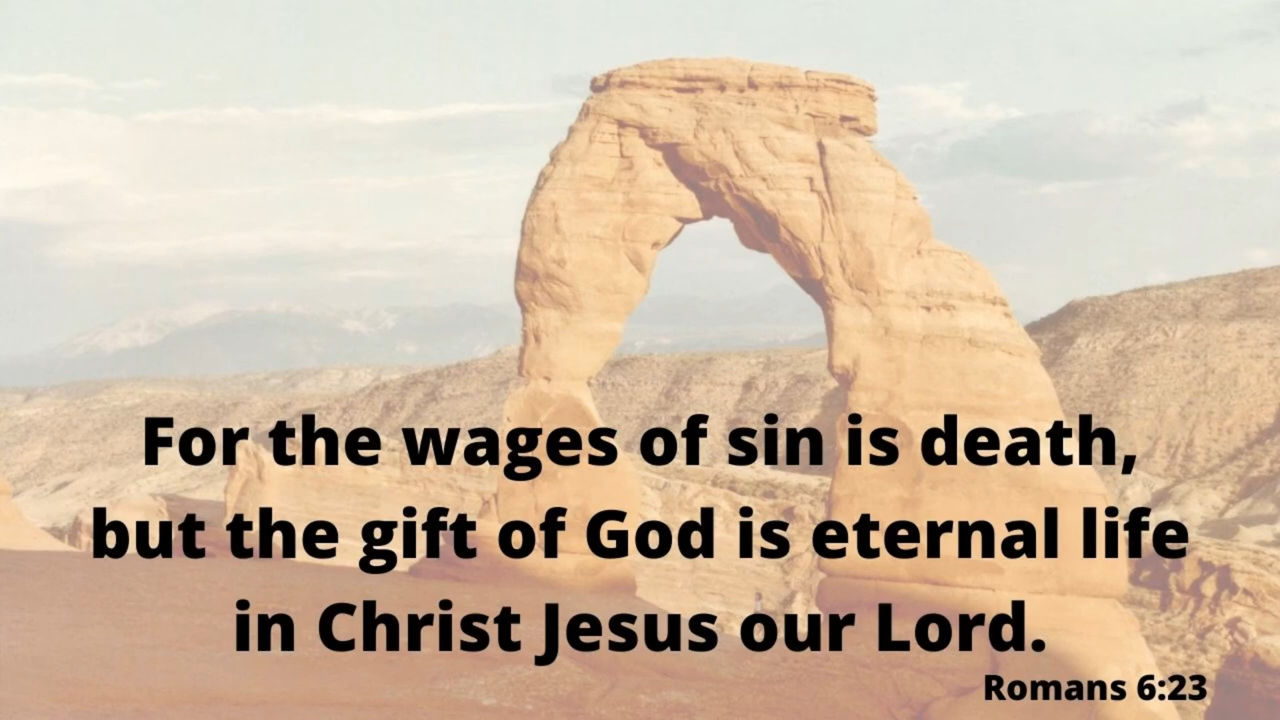 For the wages of sin is death,
but the gift of God is eternal life
in Christ Jesus our Lord.
Romans 6:23